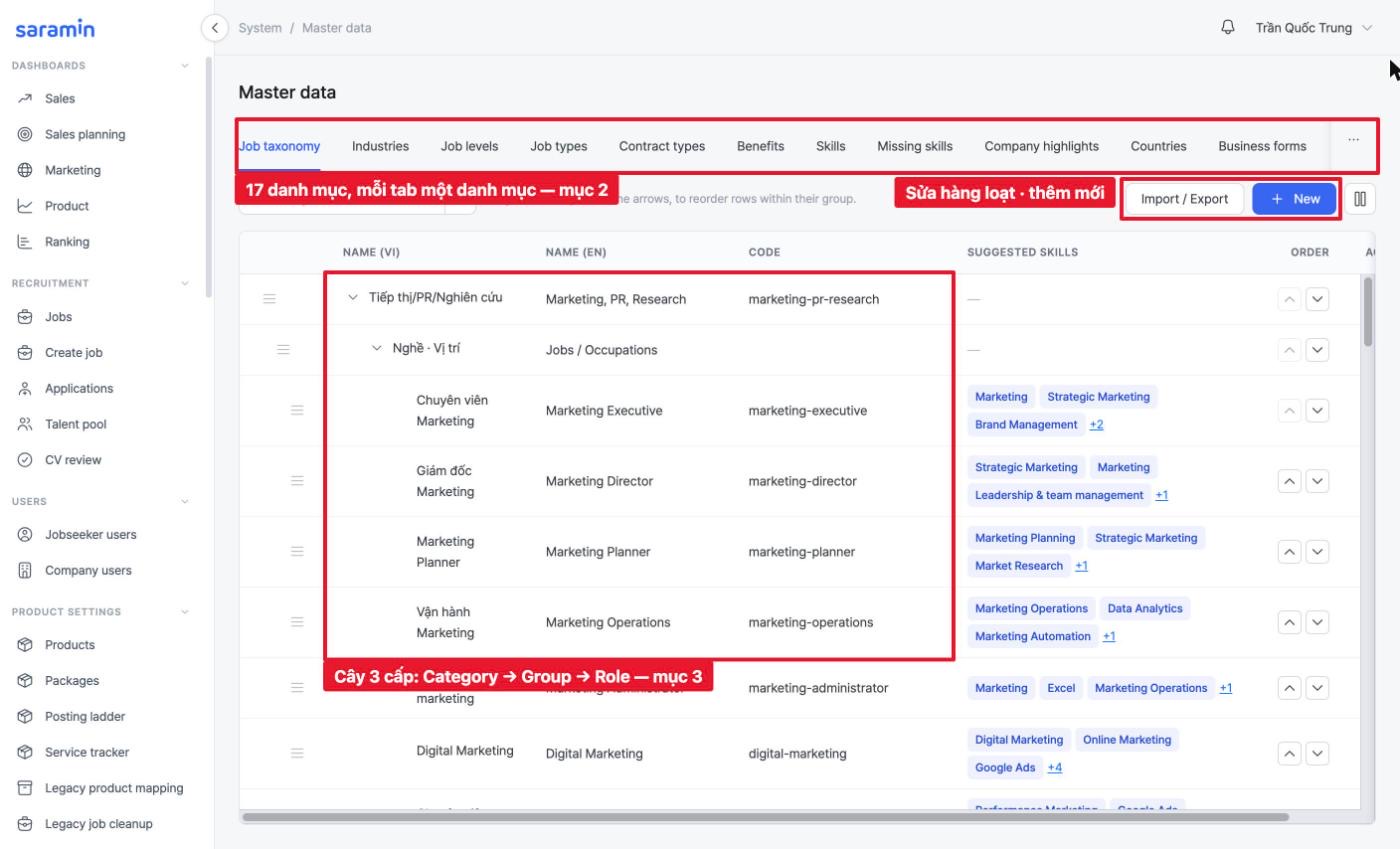 saramin
System / Master data
Trần Quốc Trung
DASHBOARDS
Sales
Sales planning
Marketing
Product
Ranking
RECRUITMENT
Jobs
Create job
Applications
Talent pool
CV review
USERS
Jobseeker users
Company users
PRODUCT SETTINGS
Products
Packages
Posting ladder
Service tracker
Legacy product mapping
Legacy job cleanup
Master data
Job taxonomy Industries Job levels Job types Contract types Benefits Skills Missing skills Company highlights Countries Business forms ...
17 danh mục, mỗi tab một danh mục — mục 2
arrows, to reorder rows within their group.
Sửa hàng loạt · thêm mới
Import / Export
+ New
NAME (VI) NAME (EN) CODE SUGGESTED SKILLS ORDER
Tiếp thị/PR/Nghiên cứu Marketing, PR, Research marketing-pr-research —
Nghề · Vị trí Jobs / Occupations —
Chuyên viên
Marketing
Marketing Executive marketing-executive
Marketing Strategic Marketing
Brand Management +2
Giám đốc
Marketing
Marketing Director marketing-director
Strategic Marketing Marketing
Leadership & team management +1
Marketing
Planner
Marketing Planner marketing-planner
Marketing Planning Strategic Marketing
Market Research +1
Vận hành
Marketing
Marketing Operations marketing-operations
Marketing Operations Data Analytics
Marketing Automation +1
Cây 3 cấp: Category → Group → Role — mục 3
marketing
marketing-administrator
Marketing Excel Marketing Operations +1
Digital Marketing Digital Marketing digital-marketing
Digital Marketing Online Marketing
Google Ads +4
Performance Marketing Google Ads